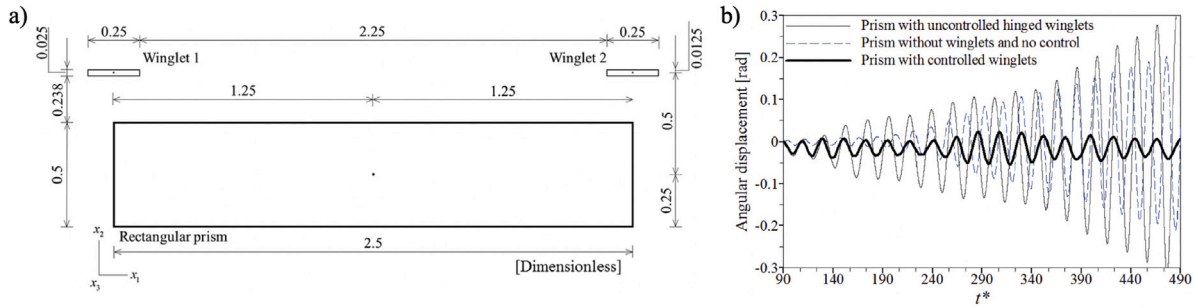 a)
0.25
2.25
0.25
0.025
Winglet 1
Winglet 2
0.0125
0.238
1.25
1.25
0.5
0.5
0.25
x₂
Rectangular prism
x₃
x₁
2.5
[Dimensionless]
b)
0.3
0.2
0.1
0
-0.1
-0.2
-0.3
Angular displacement [rad]
Prism with uncontrolled hinged winglets
Prism without winglets and no control
Prism with controlled winglets
90 140 190 240 290 340 390 440 490
t*